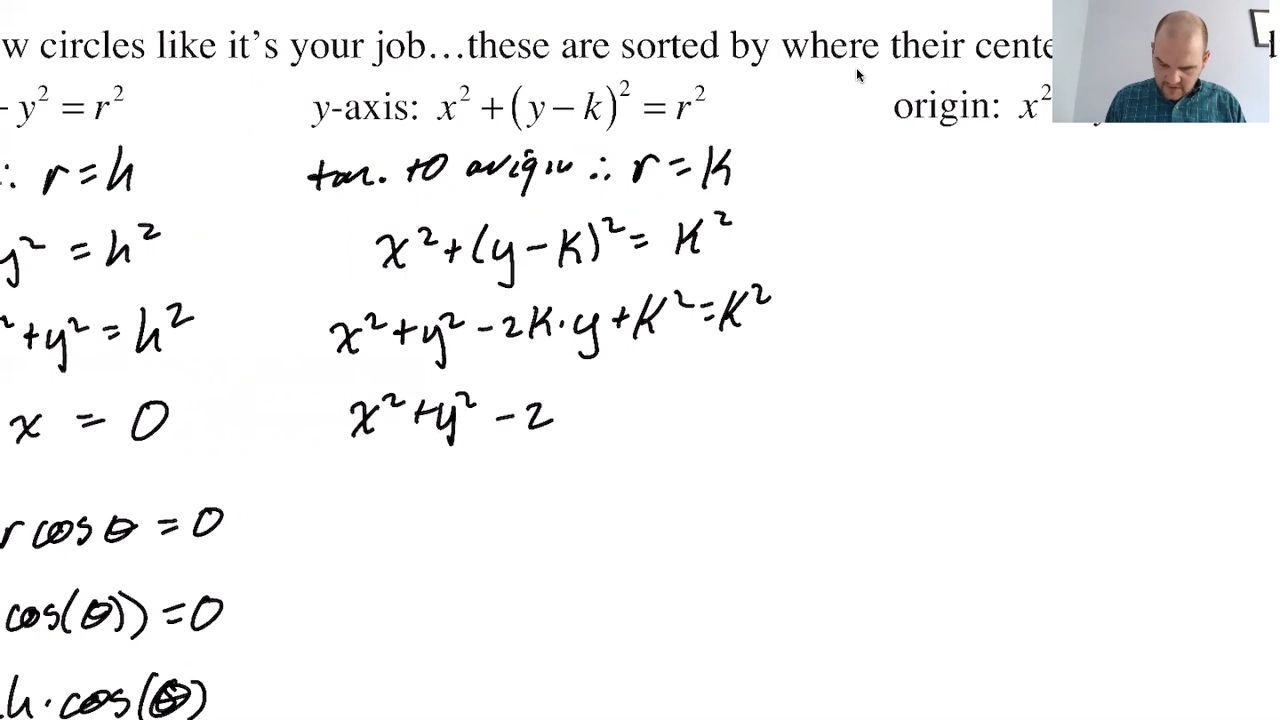 w circles like it's your job…these are sorted by where their cente
- y² = r²
y-axis: x² + (y − k)² = r²
origin: x²
∴ r = h
tan. to origin ∴ r = k
y² = h²
x² + (y − k)² = k²
² + y² = h²
x² + y² − 2k · y + k² = k²
x = 0
x² + y² − 2
r cos θ = 0
cos(θ)) = 0
h · cos(θ)